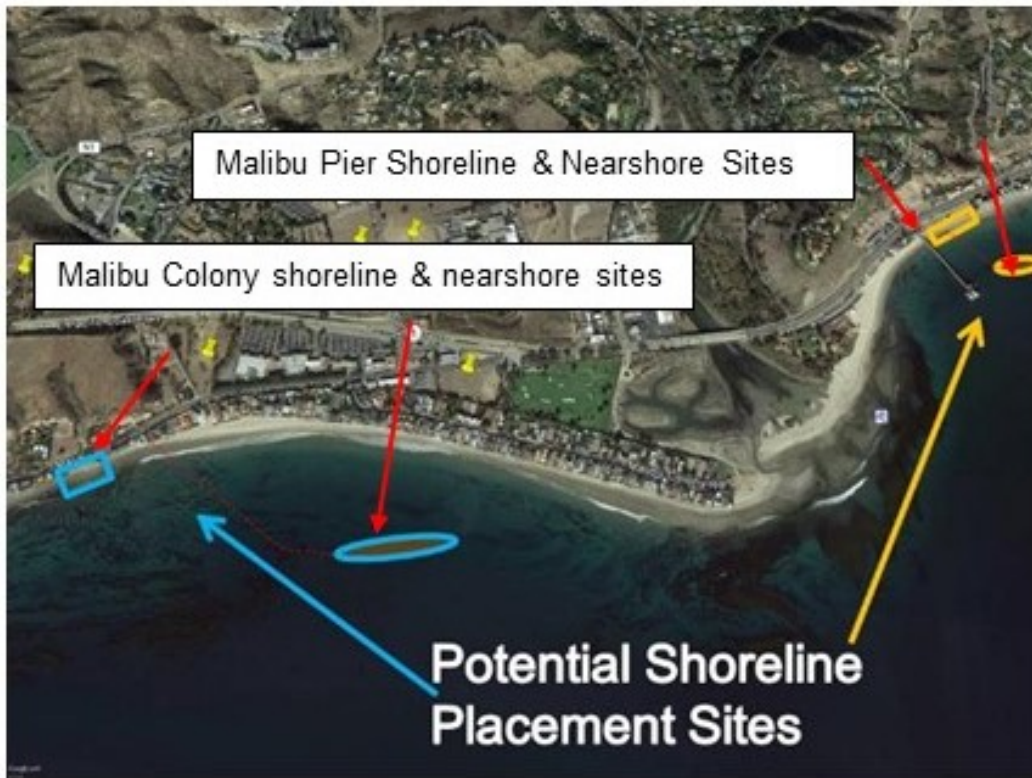 Malibu Pier Shoreline & Nearshore Sites
Malibu Colony shoreline & nearshore sites
Potential Shoreline
Placement Sites